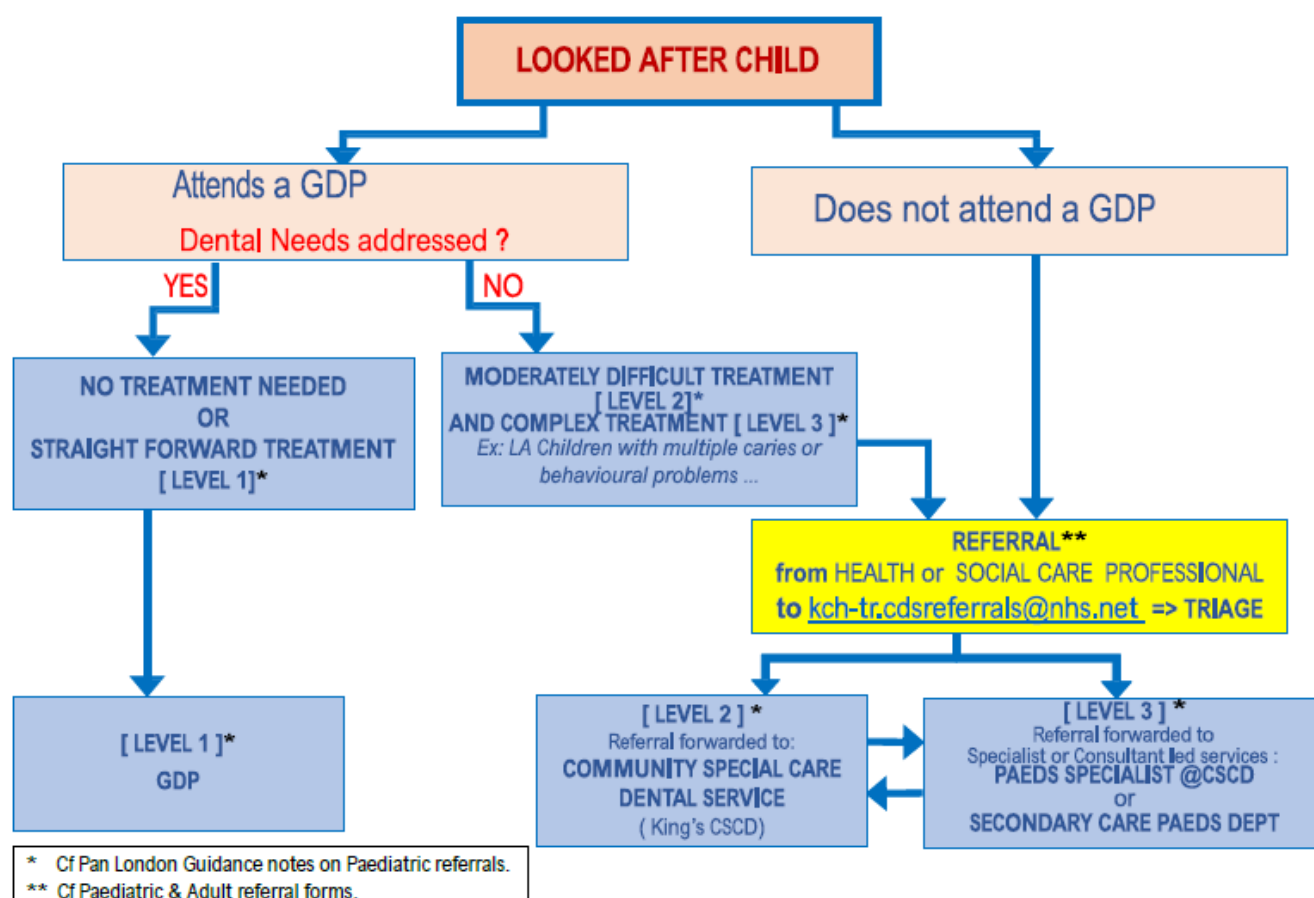 LOOKED AFTER CHILD
Attends a GDP
Dental Needs addressed ?
Does not attend a GDP
YES
NO
NO TREATMENT NEEDED
OR
STRAIGHT FORWARD TREATMENT
[ LEVEL 1]*
MODERATELY DIFFICULT TREATMENT
[ LEVEL 2]*
AND COMPLEX TREATMENT [ LEVEL 3 ]*
Ex: LA Children with multiple caries or
behavioural problems ...
REFERRAL**
from HEALTH or SOCIAL CARE PROFESSIONAL
to kch-tr.cdsreferrals@nhs.net => TRIAGE
[ LEVEL 1 ]*
GDP
[ LEVEL 2 ] *
Referral forwarded to:
COMMUNITY SPECIAL CARE
DENTAL SERVICE
( King's CSCD)
[ LEVEL 3 ] *
Referral forwarded to
Specialist or Consultant led services :
PAEDS SPECIALIST @CSCD
or
SECONDARY CARE PAEDS DEPT
* Cf Pan London Guidance notes on Paediatric referrals.
** Cf Paediatric & Adult referral forms.